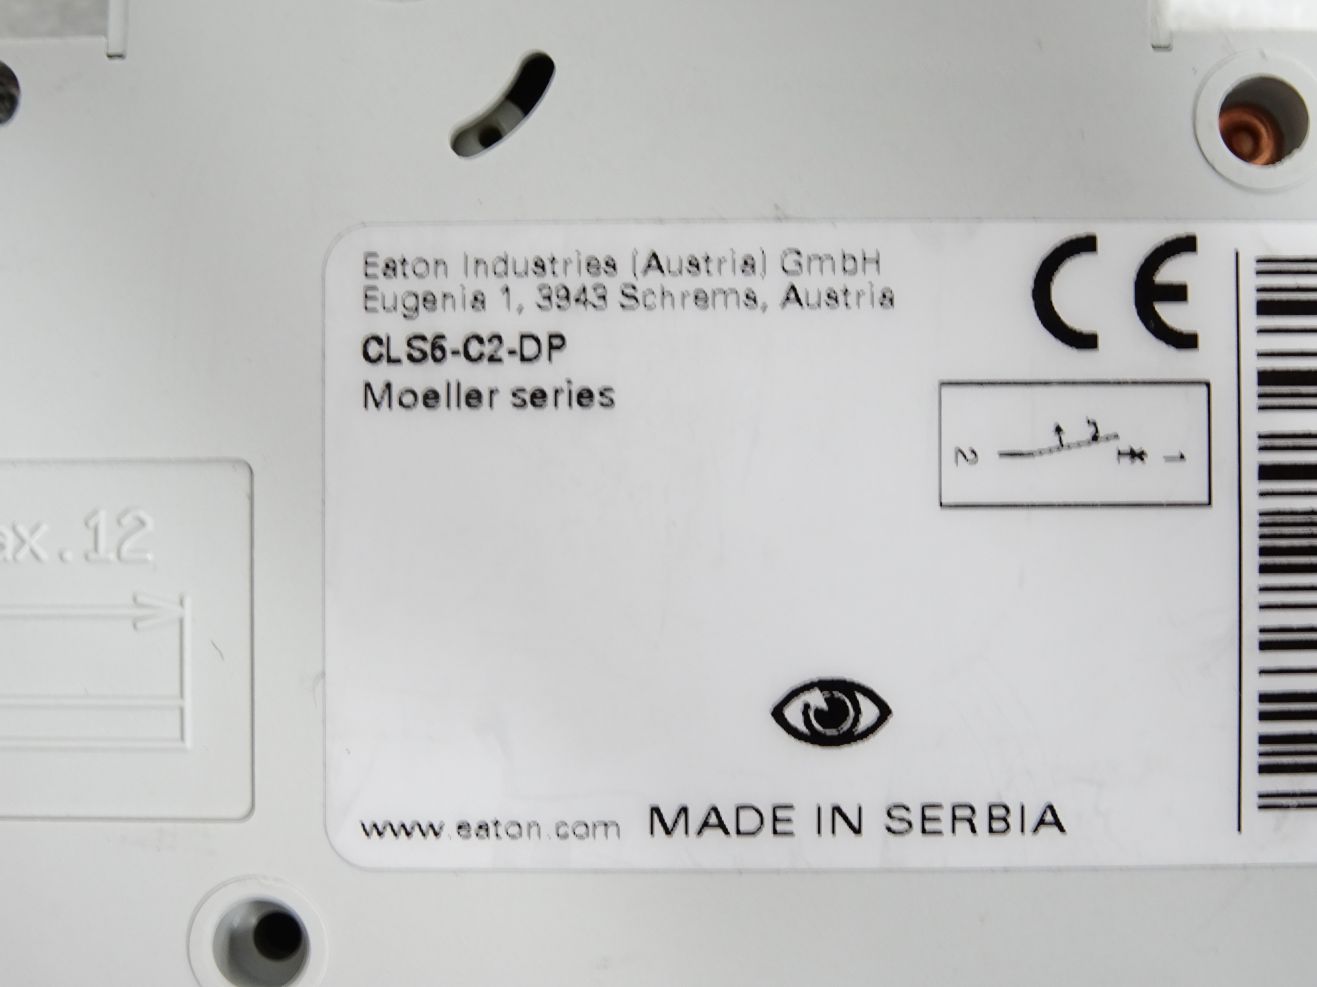 Eaton Industries (Austria) GmbH
Eugenia 1, 3943 Schrems, Austria
CLS6-C2-DP
Moeller series
CE
2 1
ax.12
www.eaton.com MADE IN SERBIA